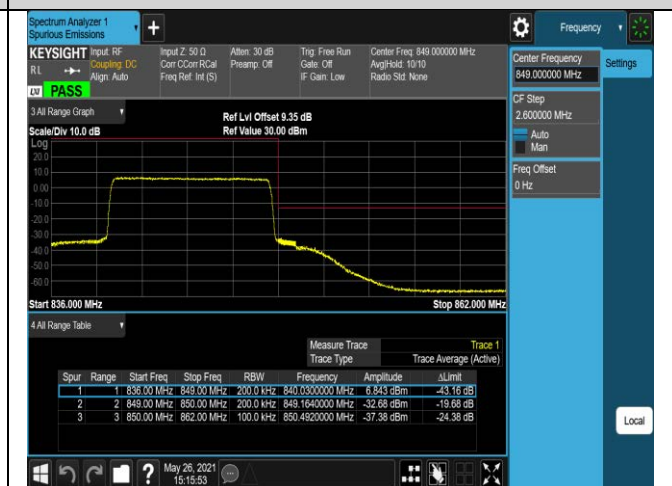 Spectrum Analyzer 1
Spurious Emissions
+
Frequency
KEYSIGHT
RL
LXI
PASS
Input: RF
Coupling: DC
Align: Auto
Input Z: 50 Ω
Corr CCorr RCal
Freq Ref: Int (S)
Atten: 30 dB
Preamp: Off
Trig: Free Run
Gate: Off
IF Gain: Low
Center Freq: 849.000000 MHz
Avg|Hold: 10/10
Radio Std: None
Center Frequency
849.000000 MHz
Settings
CF Step
2.600000 MHz
Auto
Man
Freq Offset
0 Hz
3 All Range Graph
Scale/Div 10.0 dB
Ref Lvl Offset 9.35 dB
Ref Value 30.00 dBm
Log
20.0
10.0
0.00
-10.0
-20.0
-30.0
-40.0
-50.0
-60.0
Start 836.000 MHz
Stop 862.000 MHz
4 All Range Table
Measure Trace Trace 1
Trace Type Trace Average (Active)
Spur Range Start Freq Stop Freq RBW Frequency Amplitude ΔLimit
1 1 836.00 MHz 849.00 MHz 200.0 kHz 840.0300000 MHz 6.843 dBm -43.16 dB
2 2 849.00 MHz 850.00 MHz 200.0 kHz 849.1640000 MHz -32.68 dBm -19.68 dB
3 3 850.00 MHz 862.00 MHz 100.0 kHz 850.4920000 MHz -37.38 dBm -24.38 dB
Local
?
May 26, 2021
15:15:53